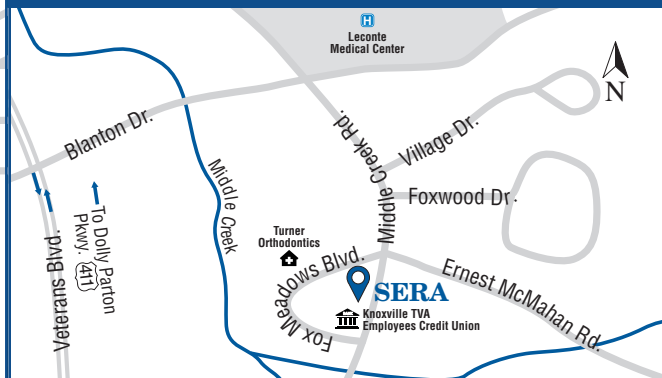 H
Leconte
Medical Center
N
Blanton Dr.
Middle Creek Rd.
Village Dr.
Middle Creek
Foxwood Dr.
To Dolly Parton
Pkwy. 411
Veterans Blvd.
Turner
Orthodontics
Fox Meadows Blvd.
SERA
Ernest McMahan Rd.
Knoxville TVA
Employees Credit Union